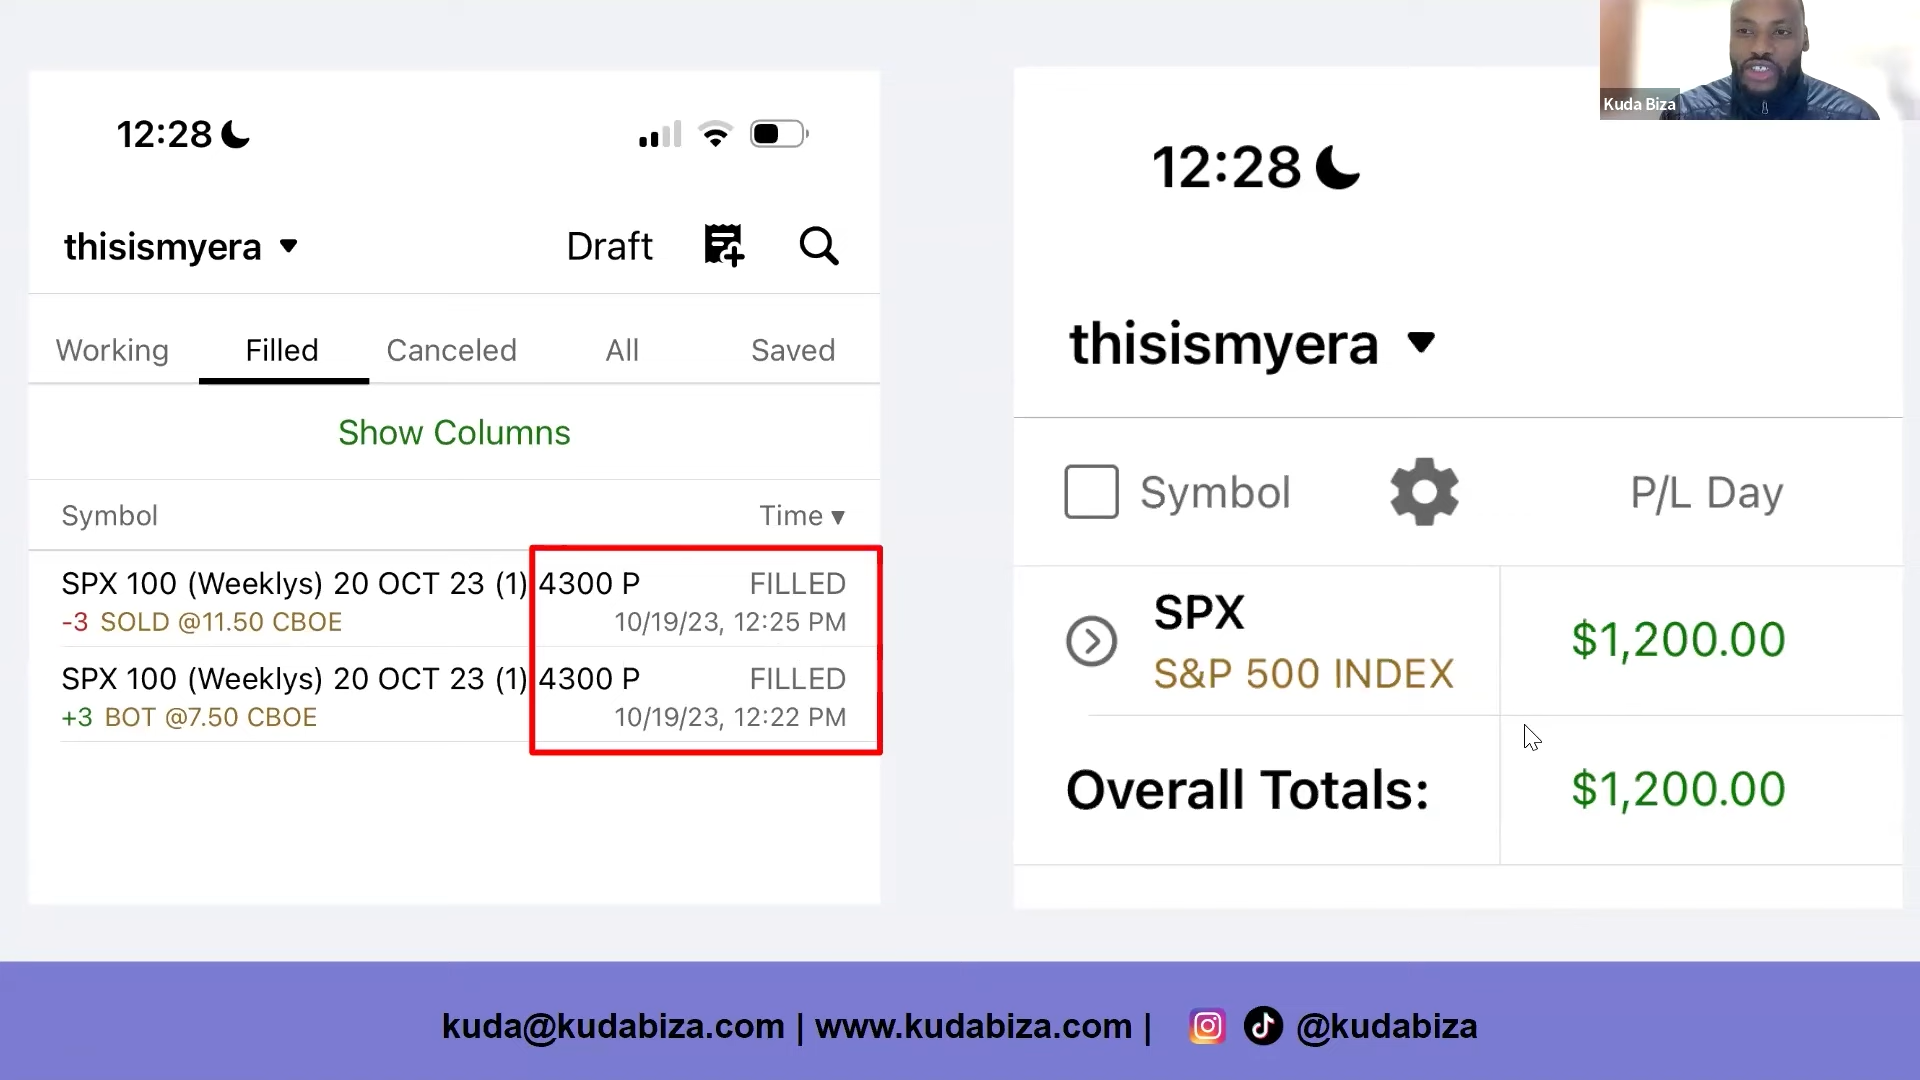 12:28
thisismyera
Draft
Working
Filled
Canceled
All
Saved
Show Columns
Symbol
Time
SPX 100 (Weeklys) 20 OCT 23 (1) 4300 P
FILLED
-3 SOLD @11.50 CBOE
10/19/23, 12:25 PM
SPX 100 (Weeklys) 20 OCT 23 (1) 4300 P
FILLED
+3 BOT @7.50 CBOE
10/19/23, 12:22 PM
12:28
thisismyera
Symbol
P/L Day
SPX
S&P 500 INDEX
$1,200.00
Overall Totals:
$1,200.00
Kuda Biza
kuda@kudabiza.com | www.kudabiza.com | @kudabiza